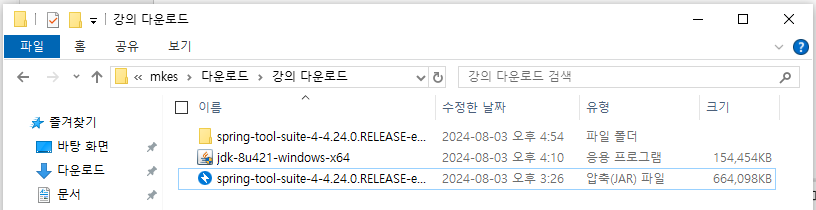 강의 다운로드
파일 홈 공유 보기
« mkes > 다운로드 > 강의 다운로드 강의 다운로드 검색
이름 수정한 날짜 유형 크기
즐겨찾기
바탕 화면
다운로드
문서
spring-tool-suite-4-4.24.0.RELEASE-e... 2024-08-03 오후 4:54 파일 폴더
jdk-8u421-windows-x64 2024-08-03 오후 4:10 응용 프로그램 154,454KB
spring-tool-suite-4-4.24.0.RELEASE-e... 2024-08-03 오후 3:26 압축(JAR) 파일 664,098KB